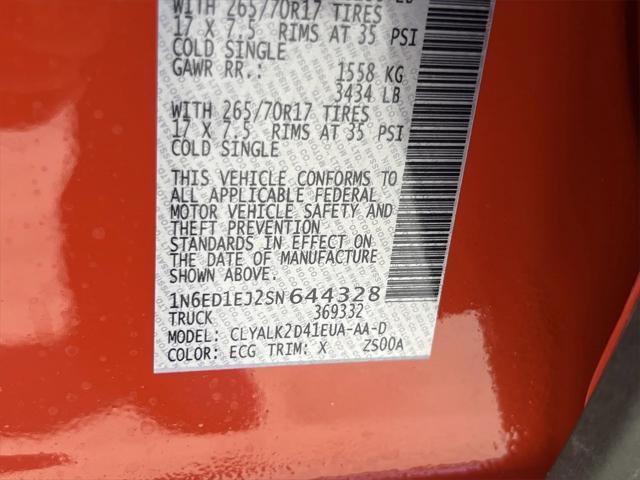 WITH 265/70R17 TIRES
17 X 7.5 RIMS AT 35 PSI
COLD SINGLE
GAWR RR.: 1558 KG
3434 LB
WITH 265/70R17 TIRES
17 X 7.5 RIMS AT 35 PSI
COLD SINGLE
THIS VEHICLE CONFORMS TO
ALL APPLICABLE FEDERAL
MOTOR VEHICLE SAFETY AND
THEFT PREVENTION
STANDARDS IN EFFECT ON
THE DATE OF MANUFACTURE
SHOWN ABOVE.
1N6ED1EJ2SN644328
TRUCK 369332
MODEL: CLYALK2D41EUA-AA-D
COLOR: ECG TRIM: X ZS00A